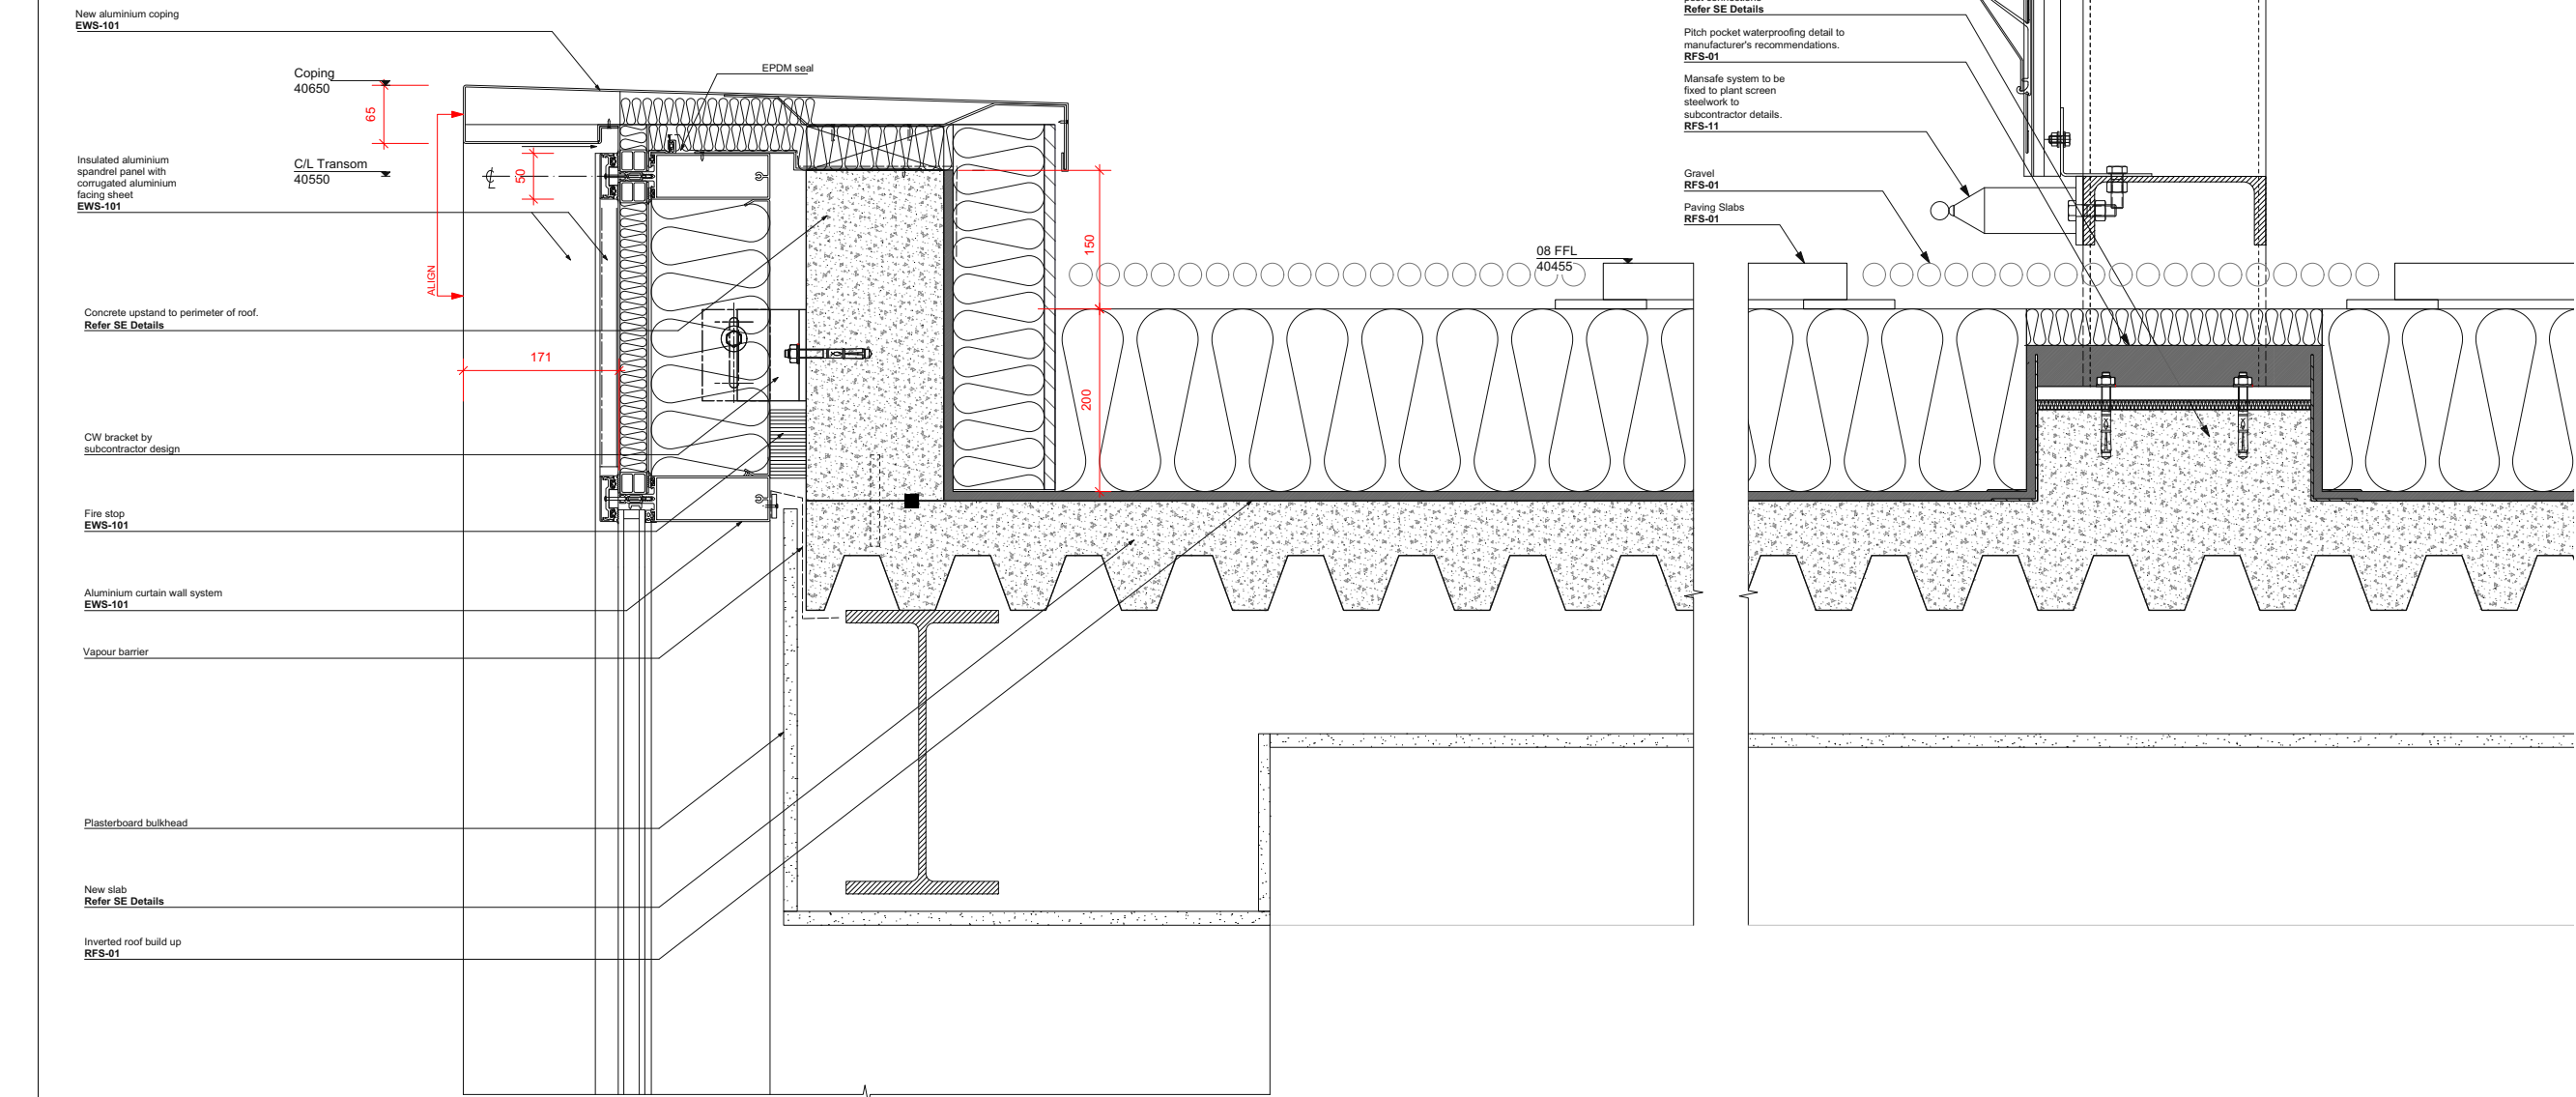 New aluminium coping
EWS-101
Coping
40650
65
EPDM seal
Insulated aluminium
spandrel panel with
corrugated aluminium
facing sheet
EWS-101
C/L Transom
40550
50
ALIGN
150
Concrete upstand to perimeter of roof.
Refer SE Details
171
200
CW bracket by
subcontractor design
Fire stop
EWS-101
Aluminium curtain wall system
EWS-101
Vapour barrier
Plasterboard bulkhead
New slab
Refer SE Details
Inverted roof build up
RFS-01
08 FFL
40455
Refer SE Details
Pitch pocket waterproofing detail to
manufacturer's recommendations.
RFS-01
Mansafe system to be
fixed to plant screen
steelwork to
subcontractor details.
RFS-11
Gravel
RFS-01
Paving Slabs
RFS-01